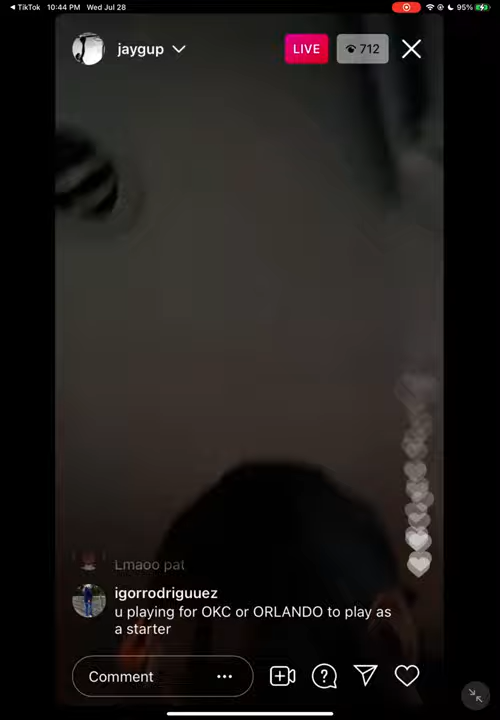 TikTok 10:44 PM Wed Jul 28 95%
jaygup LIVE 712
Lmaoo pat
igorrodriguuez
u playing for OKC or ORLANDO to play as
a starter
Comment